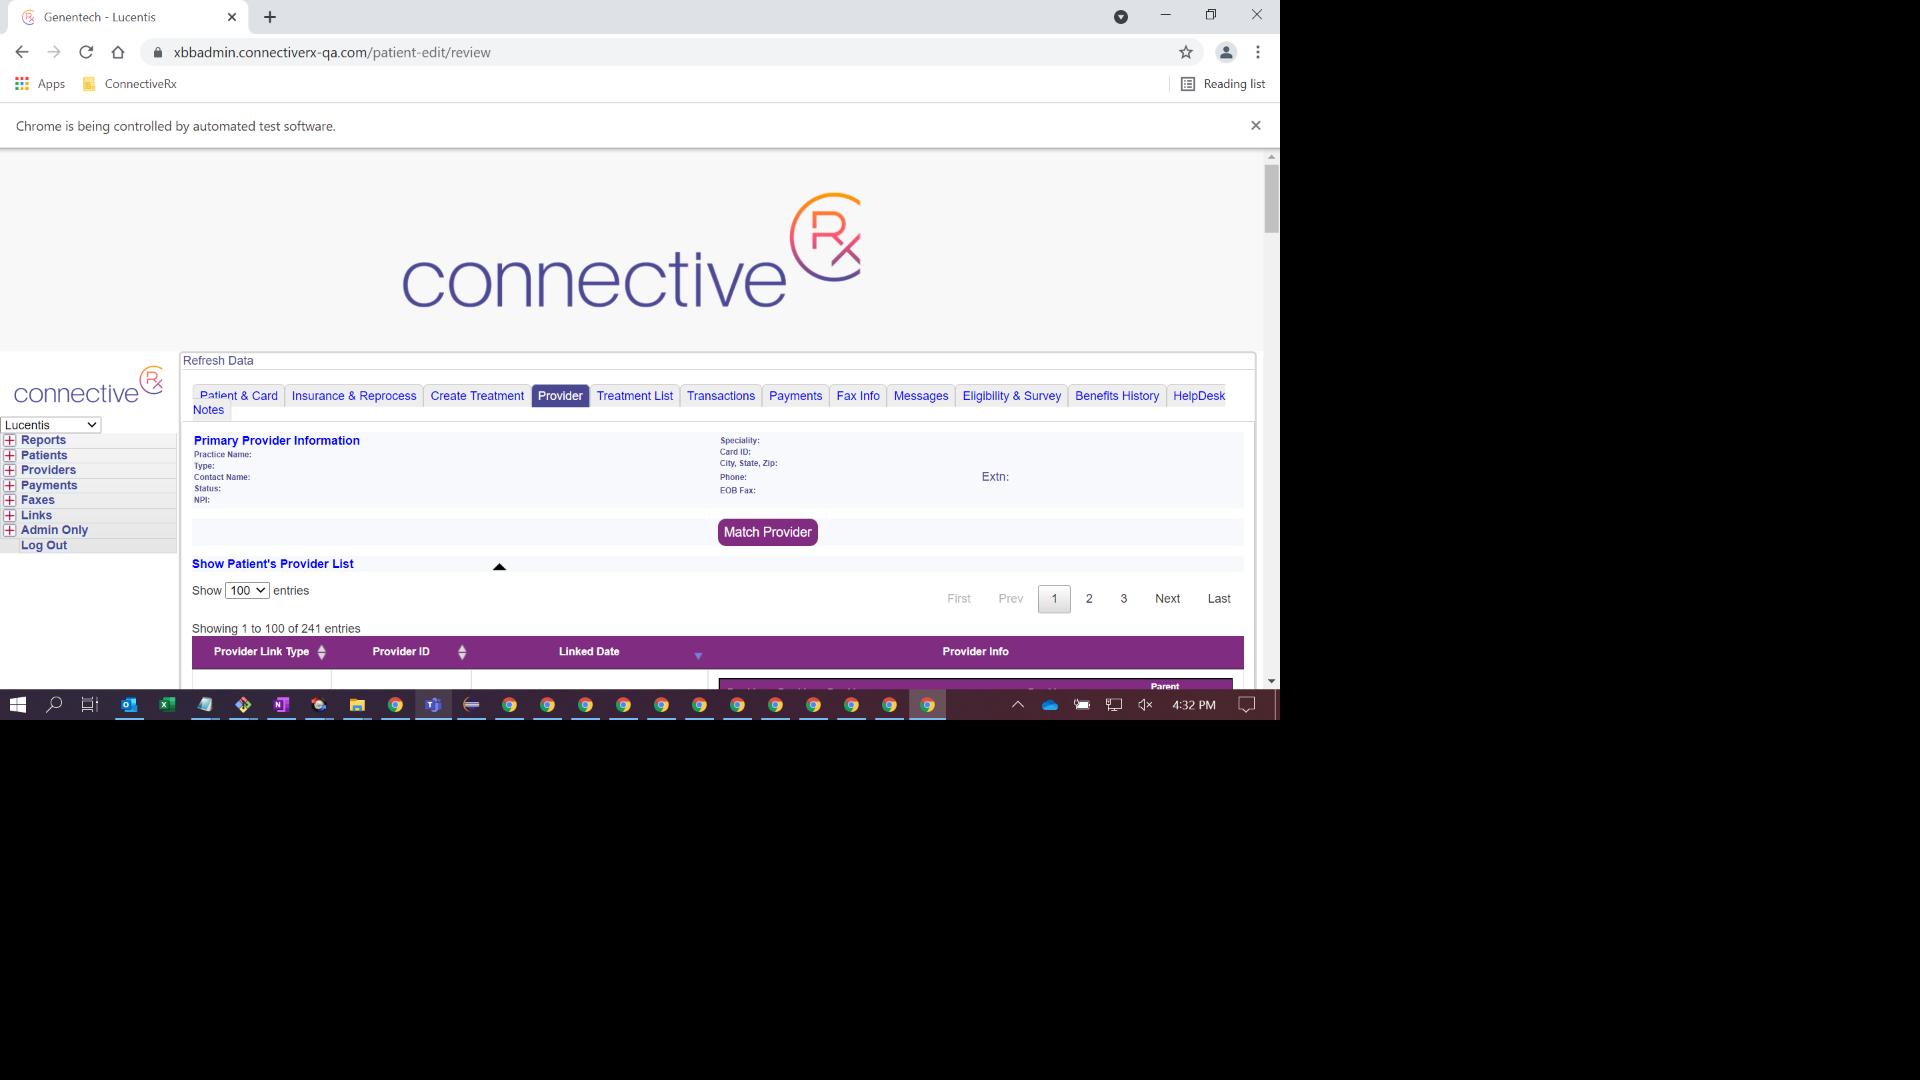 Genentech - Lucentis
xbbadmin.connectiverx-qa.com/patient-edit/review
Apps
ConnectiveRx
Reading list
Chrome is being controlled by automated test software.
connective Rx
Refresh Data
connective Rx
Patient & Card
Insurance & Reprocess
Create Treatment
Provider
Treatment List
Transactions
Payments
Fax Info
Messages
Eligibility & Survey
Benefits History
HelpDesk
Notes
Lucentis
Reports
Patients
Providers
Payments
Faxes
Links
Admin Only
Log Out
Primary Provider Information
Practice Name:
Type:
Contact Name:
Status:
NPI:
Speciality:
Card ID:
City, State, Zip:
Phone:
Extn:
EOB Fax:
Match Provider
Show Patient's Provider List
Show 100 entries
First Prev 1 2 3 Next Last
Showing 1 to 100 of 241 entries
Provider Link Type
Provider ID
Linked Date
Provider Info
Parent
4:32 PM